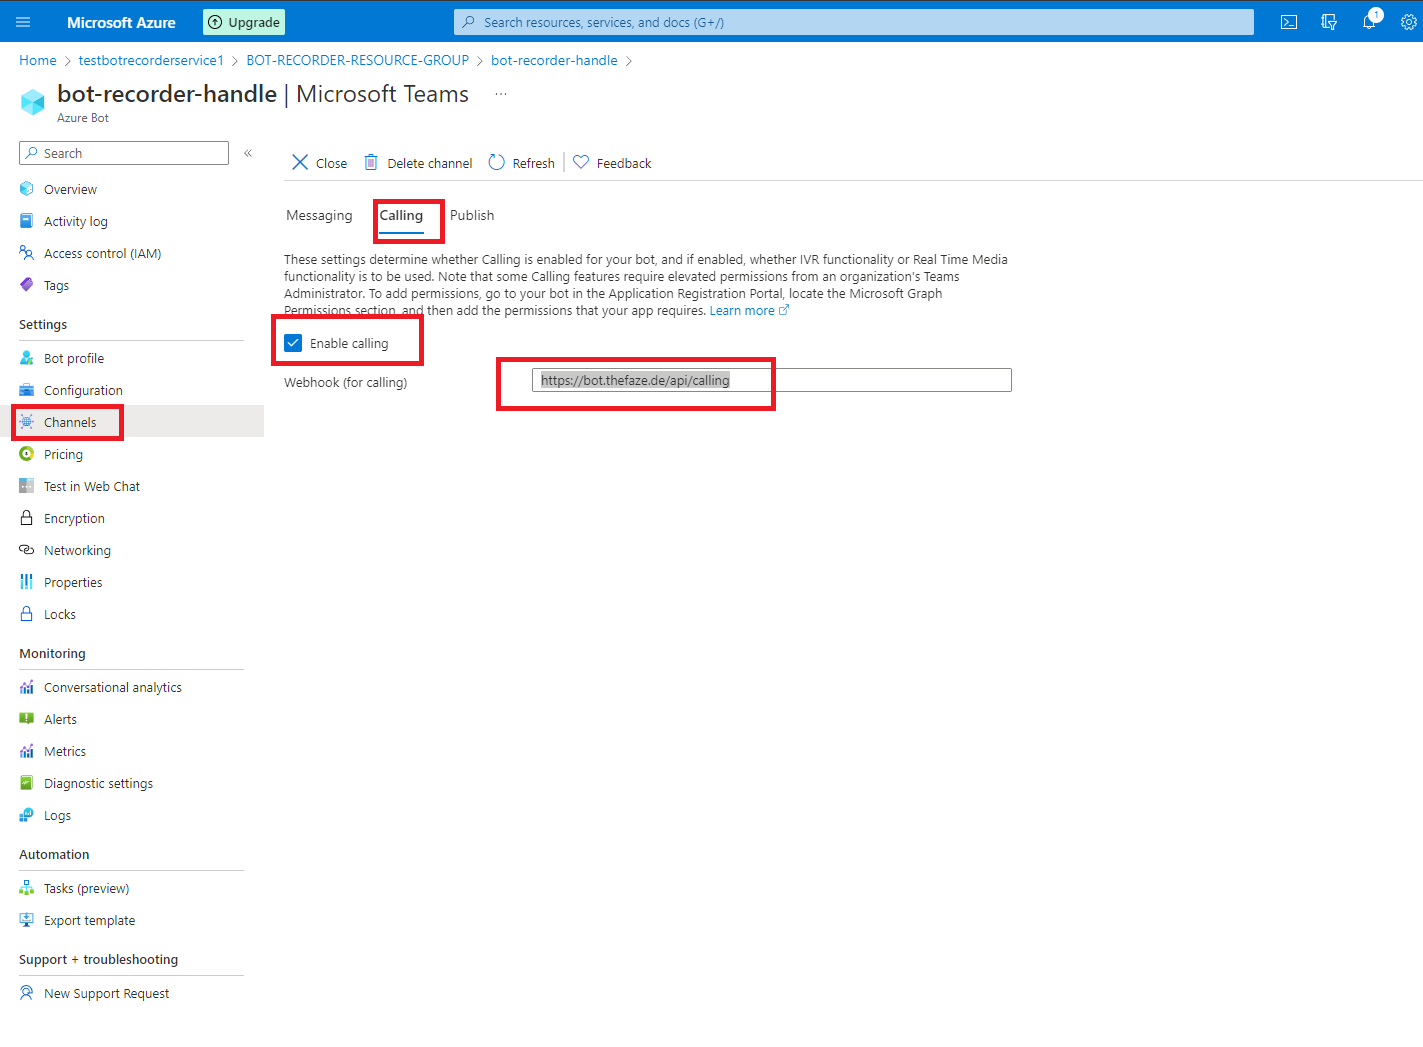 Microsoft Azure
Upgrade
Search resources, services, and docs (G+/)
1
Home > testbotrecorderservice1 > BOT-RECORDER-RESOURCE-GROUP > bot-recorder-handle >
bot-recorder-handle | Microsoft Teams ...
Azure Bot
Search
«
Overview
Activity log
Access control (IAM)
Tags
Settings
Bot profile
Configuration
Channels
Pricing
Test in Web Chat
Encryption
Networking
Properties
Locks
Monitoring
Conversational analytics
Alerts
Metrics
Diagnostic settings
Logs
Automation
Tasks (preview)
Export template
Support + troubleshooting
New Support Request
Close Delete channel Refresh Feedback
Messaging Calling Publish
These settings determine whether Calling is enabled for your bot, and if enabled, whether IVR functionality or Real Time Media
functionality is to be used. Note that some Calling features require elevated permissions from an organization's Teams
Administrator. To add permissions, go to your bot in the Application Registration Portal, locate the Microsoft Graph
Permissions section, and then add the permissions that your app requires. Learn more
Enable calling
Webhook (for calling) https://bot.thefaze.de/api/calling